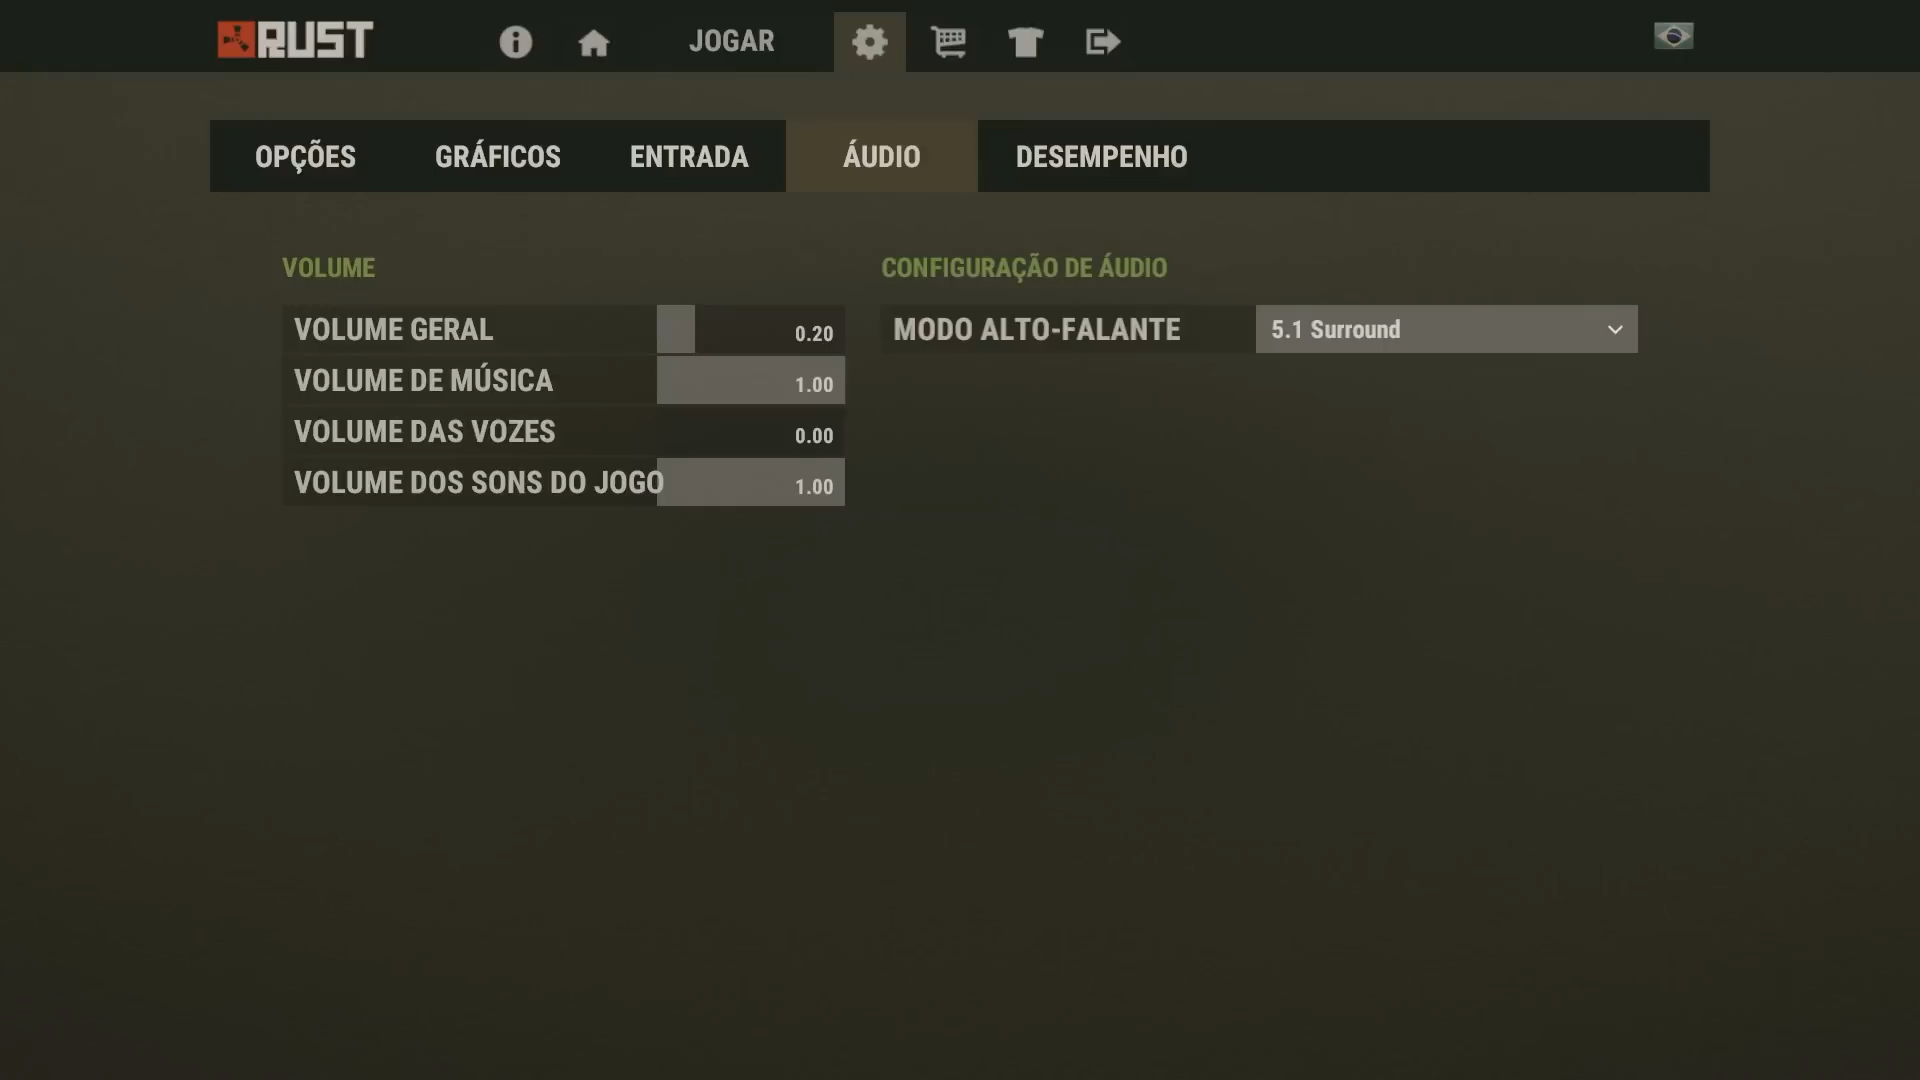 RUST
JOGAR
OPÇÕES GRÁFICOS ENTRADA ÁUDIO DESEMPENHO
VOLUME
VOLUME GERAL 0.20
VOLUME DE MÚSICA 1.00
VOLUME DAS VOZES 0.00
VOLUME DOS SONS DO JOGO 1.00
CONFIGURAÇÃO DE ÁUDIO
MODO ALTO-FALANTE 5.1 Surround